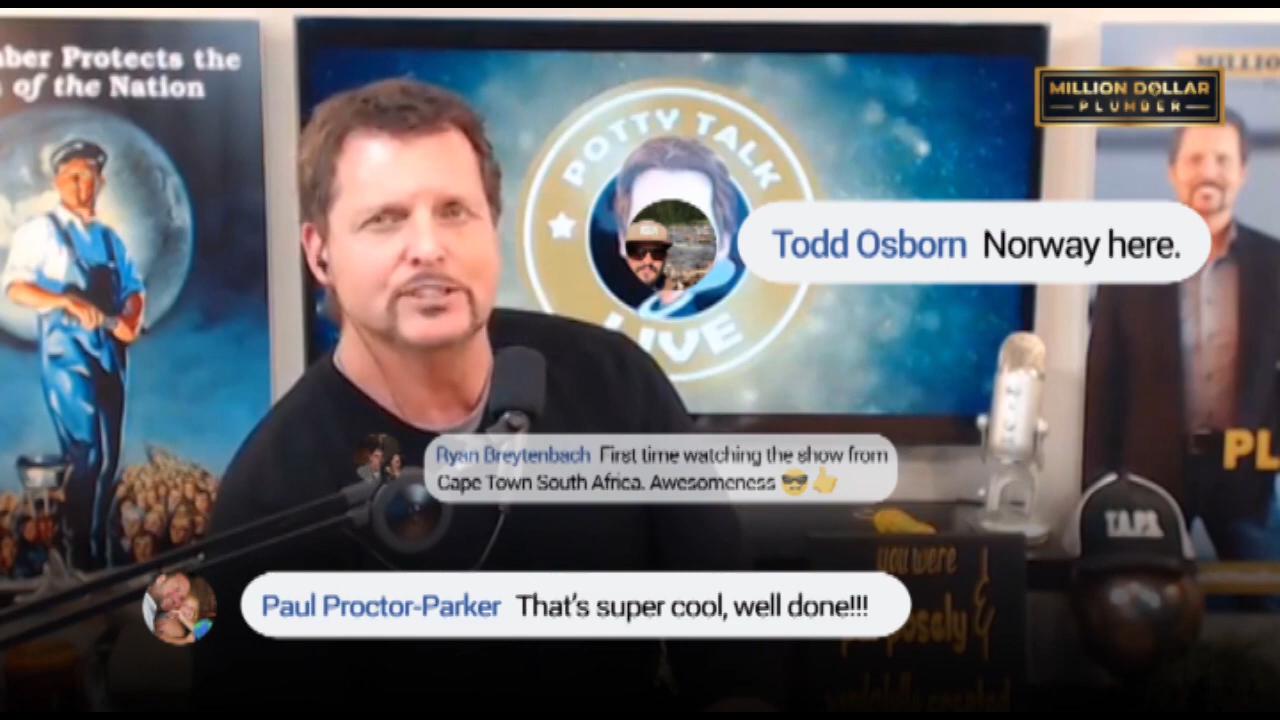 ber Protects the
of the Nation
MILLION DOLLAR
PLUMBER
MILLIO
POTTY TALK
LIVE
Todd Osborn Norway here.
Ryan Breytenbach First time watching the show from
Cape Town South Africa. Awesomeness 😎👍
PL
T.A.P.S.
you were
&
Paul Proctor-Parker That's super cool, well done!!!